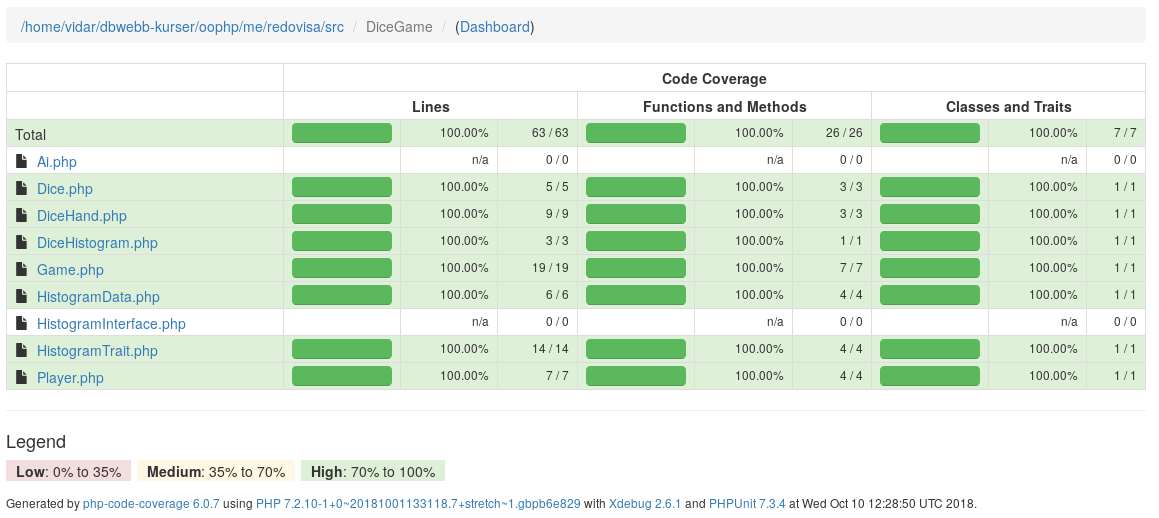 /home/vidar/dbwebb-kurser/oophp/me/redovisa/src / DiceGame / (Dashboard)
Code Coverage
Lines Functions and Methods Classes and Traits
Total 100.00% 63 / 63 100.00% 26 / 26 100.00% 7 / 7
Ai.php n/a 0 / 0 n/a 0 / 0 n/a 0 / 0
Dice.php 100.00% 5 / 5 100.00% 3 / 3 100.00% 1 / 1
DiceHand.php 100.00% 9 / 9 100.00% 3 / 3 100.00% 1 / 1
DiceHistogram.php 100.00% 3 / 3 100.00% 1 / 1 100.00% 1 / 1
Game.php 100.00% 19 / 19 100.00% 7 / 7 100.00% 1 / 1
HistogramData.php 100.00% 6 / 6 100.00% 4 / 4 100.00% 1 / 1
HistogramInterface.php n/a 0 / 0 n/a 0 / 0 n/a 0 / 0
HistogramTrait.php 100.00% 14 / 14 100.00% 4 / 4 100.00% 1 / 1
Player.php 100.00% 7 / 7 100.00% 4 / 4 100.00% 1 / 1
Legend
Low: 0% to 35% Medium: 35% to 70% High: 70% to 100%
Generated by php-code-coverage 6.0.7 using PHP 7.2.10-1+0~20181001133118.7+stretch~1.gbpb6e829 with Xdebug 2.6.1 and PHPUnit 7.3.4 at Wed Oct 10 12:28:50 UTC 2018.